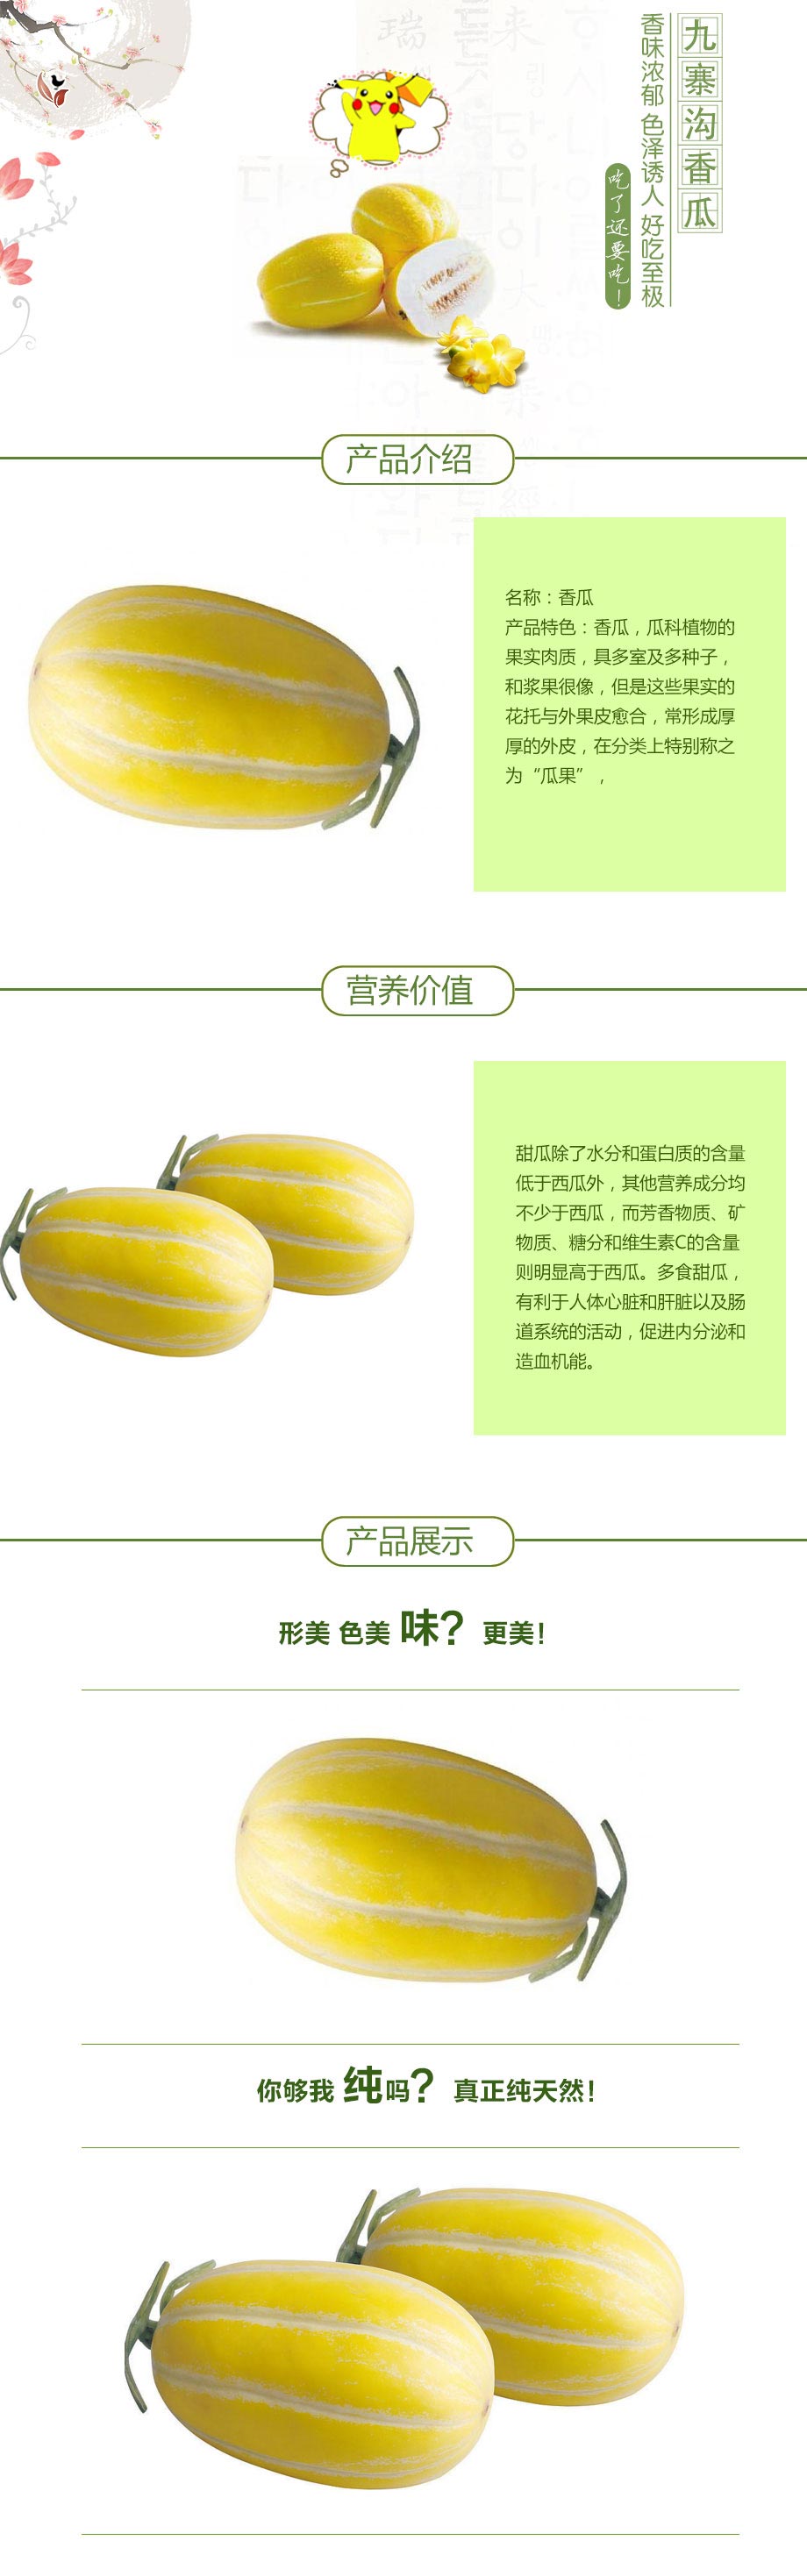 九寨沟香瓜
香味浓郁 色泽诱人 好吃至极
吃了还要吃！
产品介绍
名称：香瓜
产品特色：香瓜，瓜科植物的
果实肉质，具多室及多种子，
和浆果很像，但是这些果实的
花托与外果皮愈合，常形成厚
厚的外皮，在分类上特别称之
为“瓜果”，
营养价值
甜瓜除了水分和蛋白质的含量
低于西瓜外，其他营养成分均
不少于西瓜，而芳香物质、矿
物质、糖分和维生素C的含量
则明显高于西瓜。多食甜瓜，
有利于人体心脏和肝脏以及肠
道系统的活动，促进内分泌和
造血机能。
产品展示
形美 色美 味？ 更美！
你够我 纯吗？ 真正纯天然！